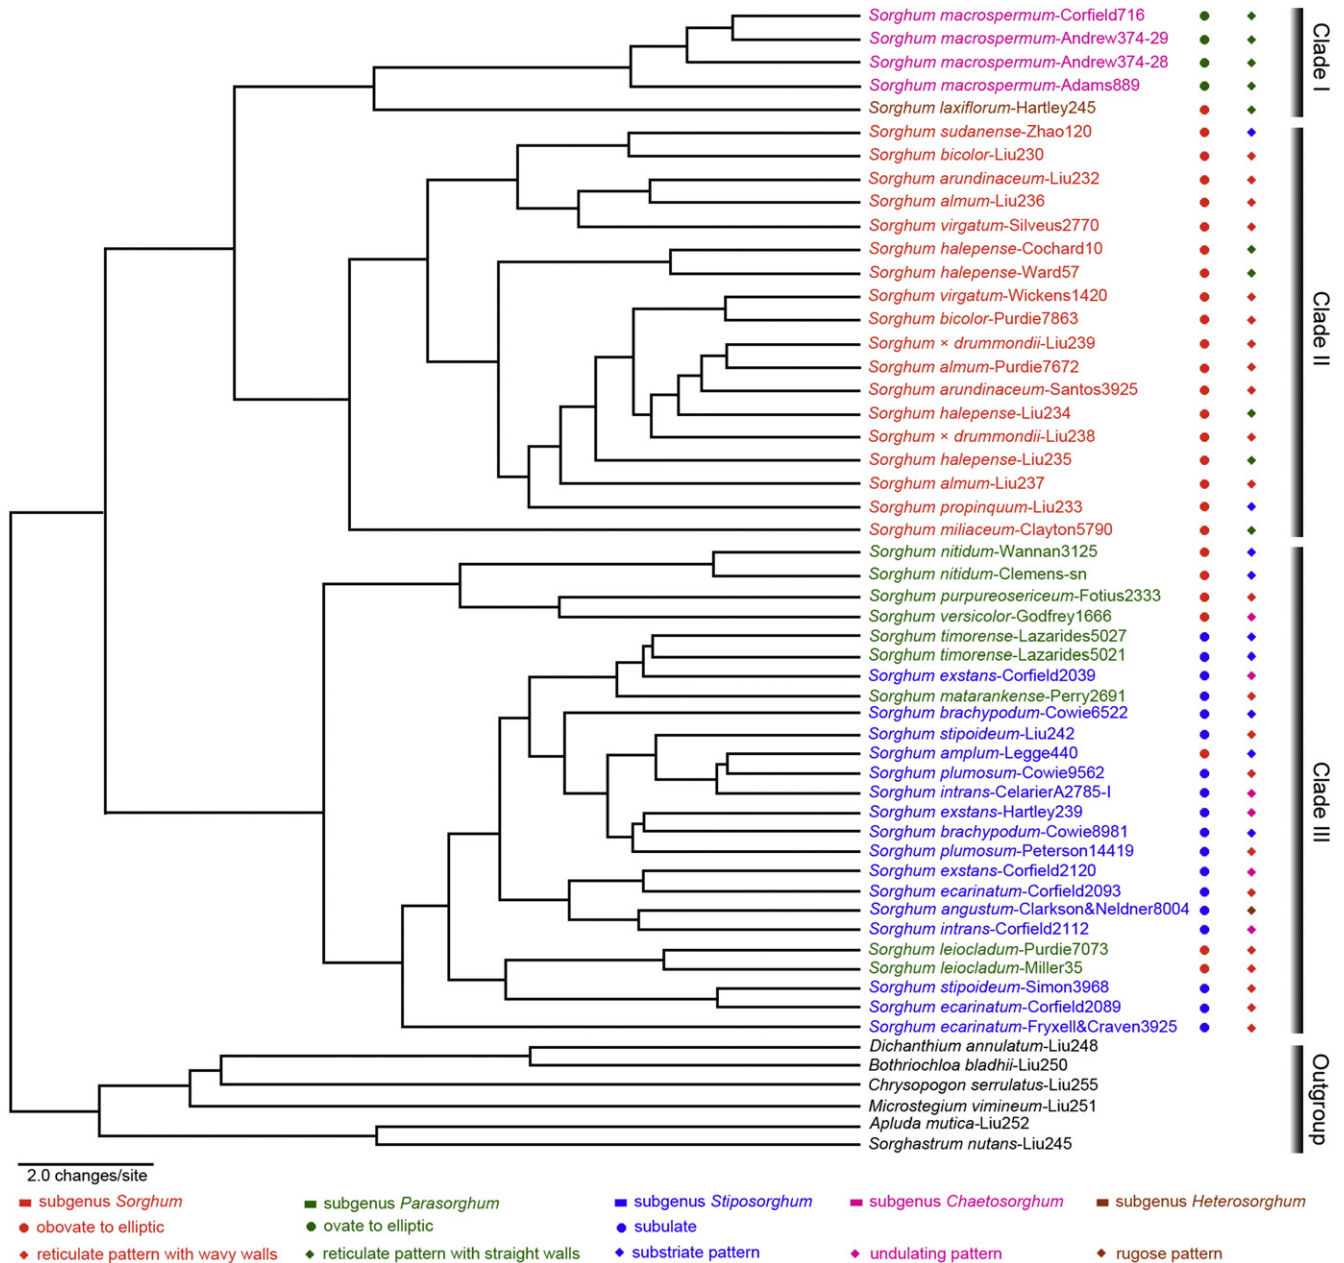 Sorghum macrospermum-Corfield716
Sorghum macrospermum-Andrew374-29
Sorghum macrospermum-Andrew374-28
Sorghum macrospermum-Adams889
Sorghum laxiflorum-Hartley245
Clade I
Sorghum sudanense-Zhao120
Sorghum bicolor-Liu230
Sorghum arundinaceum-Liu232
Sorghum almum-Liu236
Sorghum virgatum-Silveus2770
Sorghum halepense-Cochard10
Sorghum halepense-Ward57
Sorghum virgatum-Wickens1420
Sorghum bicolor-Purdie7863
Sorghum × drummondii-Liu239
Sorghum almum-Purdie7672
Sorghum arundinaceum-Santos3925
Sorghum halepense-Liu234
Sorghum × drummondii-Liu238
Sorghum halepense-Liu235
Sorghum almum-Liu237
Sorghum propinquum-Liu233
Sorghum miliaceum-Clayton5790
Clade II
Sorghum nitidum-Wannan3125
Sorghum nitidum-Clemens-sn
Sorghum purpureosericeum-Fotius2333
Sorghum versicolor-Godfrey1666
Sorghum timorense-Lazarides5027
Sorghum timorense-Lazarides5021
Sorghum exstans-Corfield2039
Sorghum matarankense-Perry2691
Sorghum brachypodum-Cowie6522
Sorghum stipoideum-Liu242
Sorghum amplum-Legge440
Sorghum plumosum-Cowie9562
Sorghum intrans-CelarierA2785-I
Sorghum exstans-Hartley239
Sorghum brachypodum-Cowie8981
Sorghum plumosum-Peterson14419
Sorghum exstans-Corfield2120
Sorghum ecarinatum-Corfield2093
Sorghum angustum-Clarkson&Neldner8004
Sorghum intrans-Corfield2112
Sorghum leiocladum-Purdie7073
Sorghum leiocladum-Miller35
Sorghum stipoideum-Simon3968
Sorghum ecarinatum-Corfield2089
Sorghum ecarinatum-Fryxell&Craven3925
Clade III
Dichanthium annulatum-Liu248
Bothriochloa bladhii-Liu250
Chrysopogon serrulatus-Liu255
Microstegium vimineum-Liu251
Apluda mutica-Liu252
Sorghastrum nutans-Liu245
Outgroup
2.0 changes/site
subgenus Sorghum
subgenus Parasorghum
subgenus Stiposorghum
subgenus Chaetosorghum
subgenus Heterosorghum
obovate to elliptic
ovate to elliptic
subulate
reticulate pattern with wavy walls
reticulate pattern with straight walls
substriate pattern
undulating pattern
rugose pattern